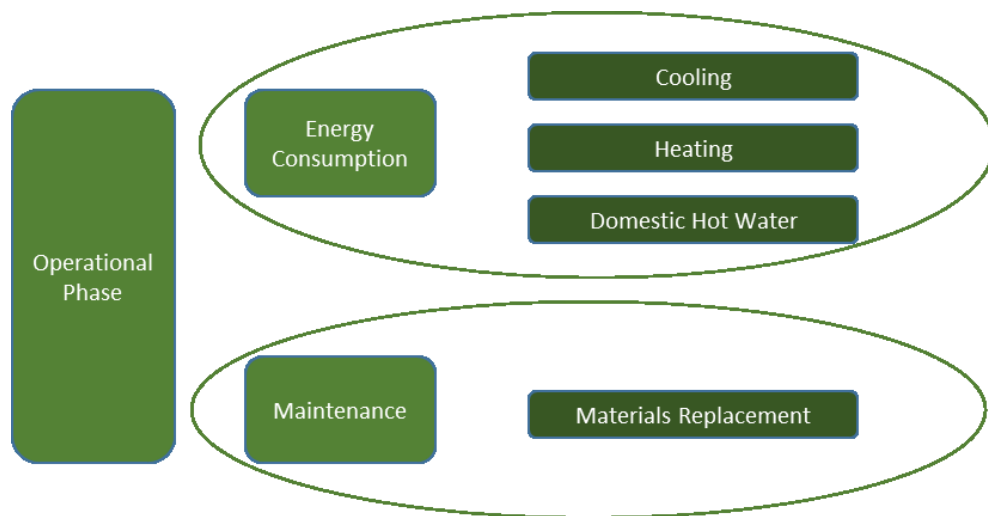 Operational
Phase
Energy
Consumption
Cooling
Heating
Domestic Hot Water
Maintenance
Materials Replacement